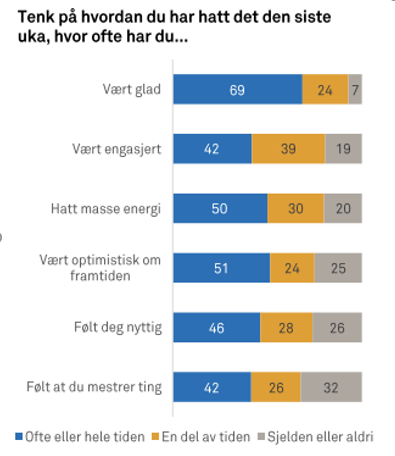 Tenk på hvordan du har hatt det den siste
uka, hvor ofte har du...
Vært glad 69 24 7
Vært engasjert 42 39 19
Hatt masse energi 50 30 20
Vært optimistisk om
framtiden 51 24 25
Følt deg nyttig 46 28 26
Følt at du mestrer ting 42 26 32
Ofte eller hele tiden En del av tiden Sjelden eller aldri